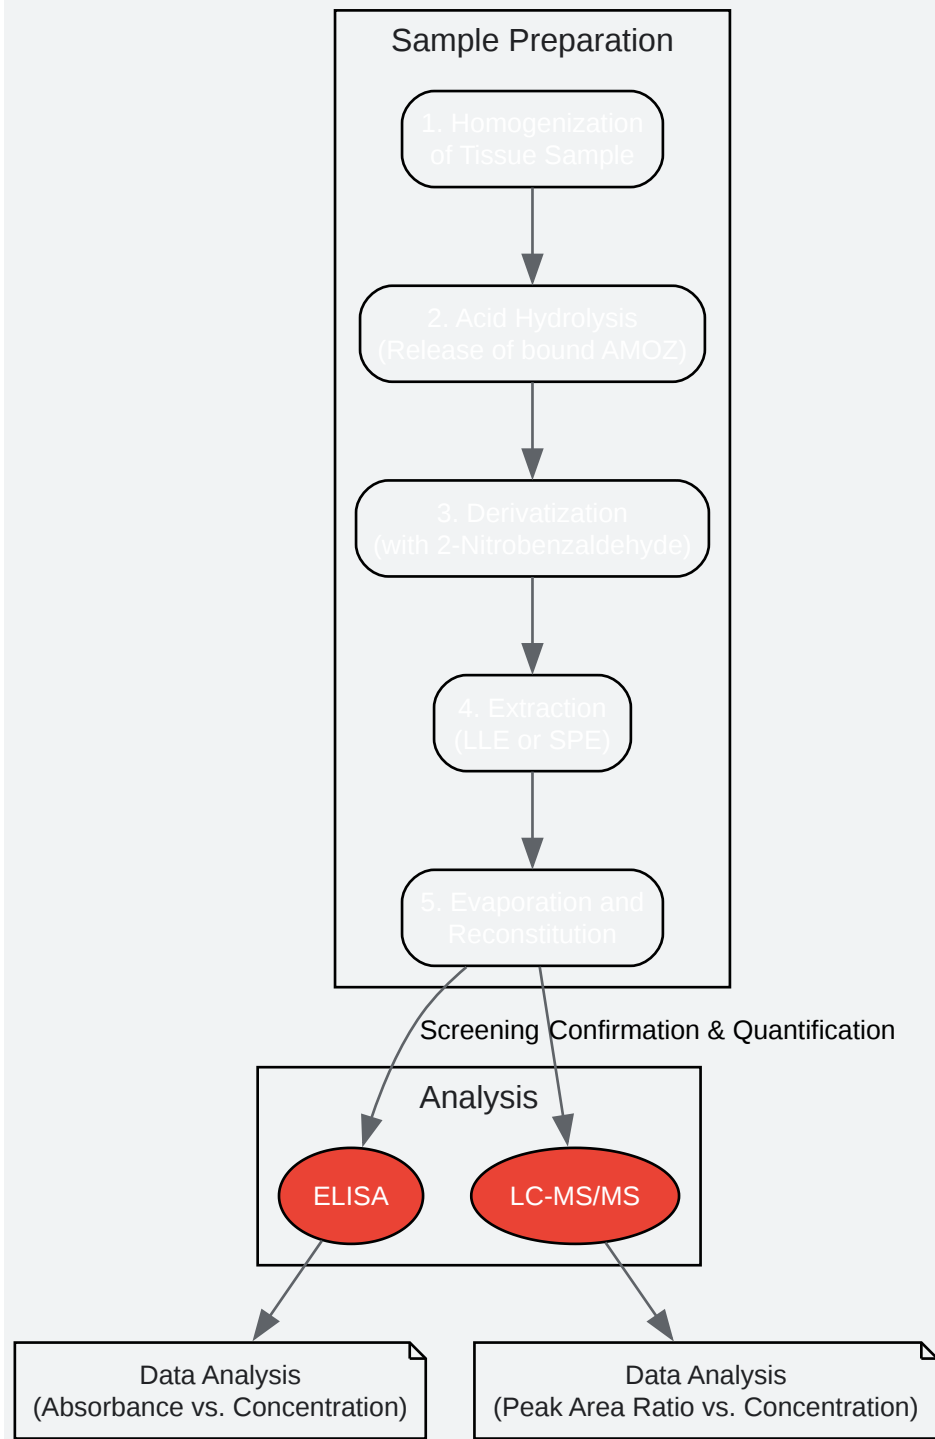 Sample Preparation
1. Homogenization
of Tissue Sample
2. Acid Hydrolysis
(Release of bound AMOZ)
3. Derivatization
(with 2-Nitrobenzaldehyde)
4. Extraction
(LLE or SPE)
5. Evaporation and
Reconstitution
Screening
Confirmation & Quantification
Analysis
ELISA
LC-MS/MS
Data Analysis
(Absorbance vs. Concentration)
Data Analysis
(Peak Area Ratio vs. Concentration)